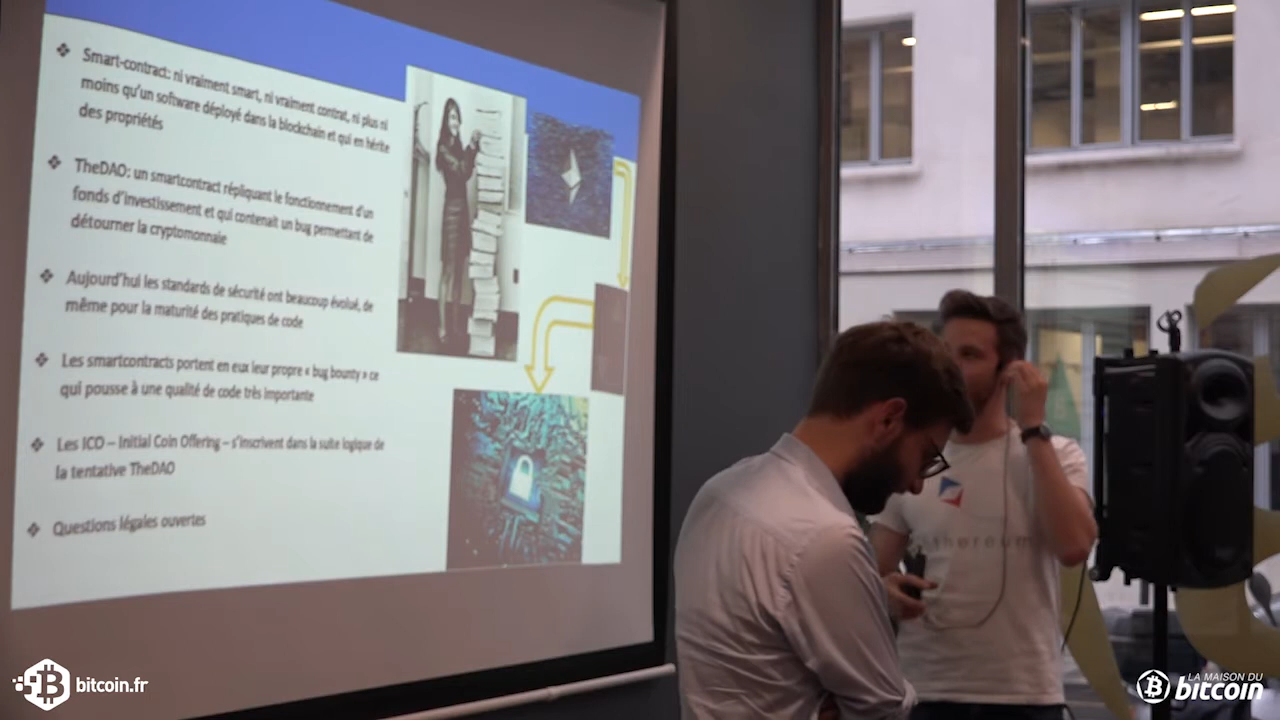 ❖ Smart-contract: ni vraiment smart, ni vraiment contrat, ni plus ni
moins qu'un software déployé dans la blockchain et qui en hérite
des propriétés
❖ TheDAO: un smartcontract répliquant le fonctionnement d'un
fonds d'investissement et qui contenait un bug permettant de
détourner la cryptomonnaie
❖ Aujourd'hui les standards de sécurité ont beaucoup évolué, de
même pour la maturité des pratiques de code
❖ Les smartcontracts portent en eux leur propre « bug bounty » ce
qui pousse à une qualité de code très importante
❖ Les ICO – Initial Coin Offering – s'inscrivent dans la suite logique de
la tentative TheDAO
❖ Questions légales ouvertes
ethereum
bitcoin.fr
LA MAISON DU
bitcoin